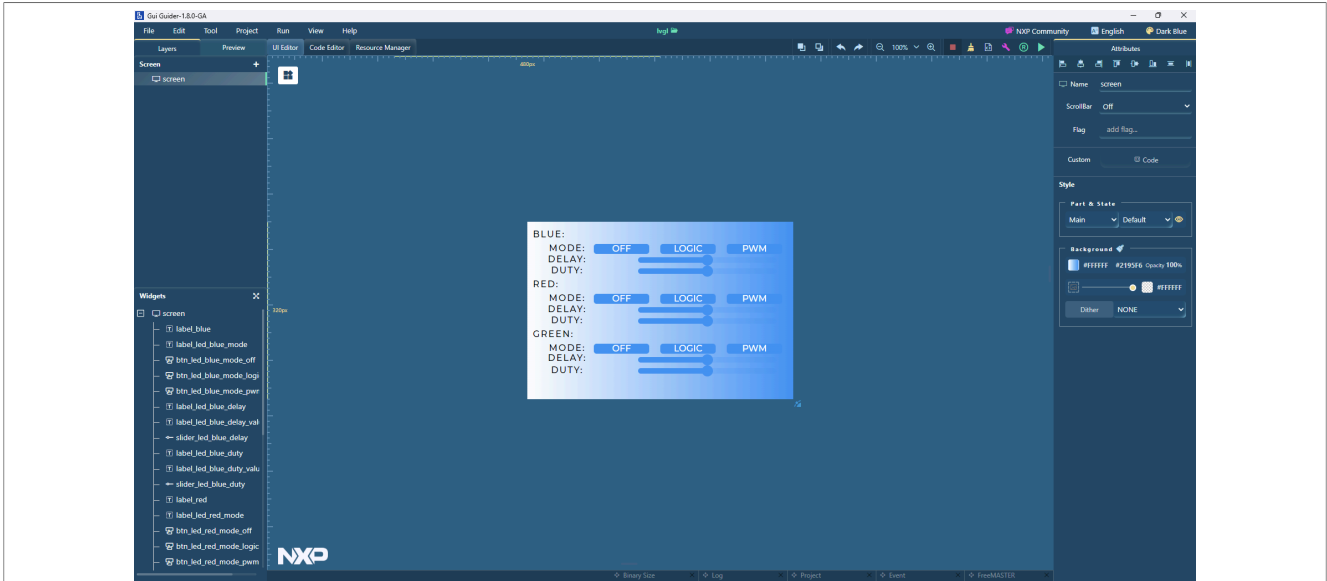 Gui Guider-1.8.0-GA
File Edit Tool Project Run View Help
lvgl
NXP Community English Dark Blue
Layers Preview
UI Editor Code Editor Resource Manager
100%
Attributes
Screen +
screen
480px
320px
Name screen
ScrollBar Off
Flag add flag...
Custom Code
Style
Part & State
Main Default
Background
#FFFFFF #2195F6 Opacity 100%
#FFFFFF
Dither NONE
BLUE:
MODE: OFF LOGIC PWM
DELAY:
DUTY:
RED:
MODE: OFF LOGIC PWM
DELAY:
DUTY:
GREEN:
MODE: OFF LOGIC PWM
DELAY:
DUTY:
Widgets
screen
label_blue
label_led_blue_mode
btn_led_blue_mode_off
btn_led_blue_mode_logi
btn_led_blue_mode_pwr
label_led_blue_delay
label_led_blue_delay_val
slider_led_blue_delay
label_led_blue_duty
label_led_blue_duty_valu
slider_led_blue_duty
label_red
label_led_red_mode
btn_led_red_mode_off
btn_led_red_mode_logic
btn_led_red_mode_pwm
NXP
Binary Size Log Project Event FreeMASTER